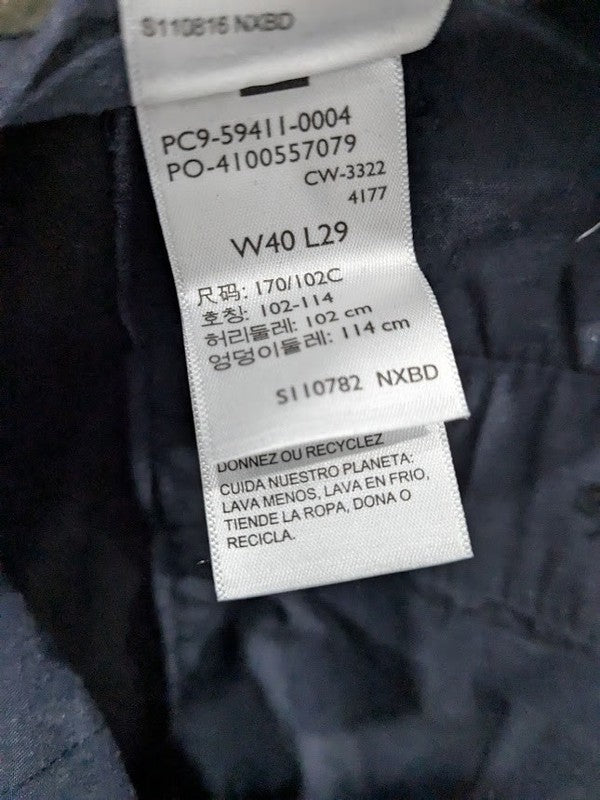 S110816 NXBD
PC9-59411-0004
PO-4100557079
CW-3322
4177
W40 L29
尺码: 170/102C
호칭: 102-114
허리둘레: 102 cm
엉덩이둘레: 114 cm
S110782 NXBD
DONNEZ OU RECYCLEZ
CUIDA NUESTRO PLANETA:
LAVA MENOS, LAVA EN FRIO,
TIENDE LA ROPA, DONA O
RECICLA.